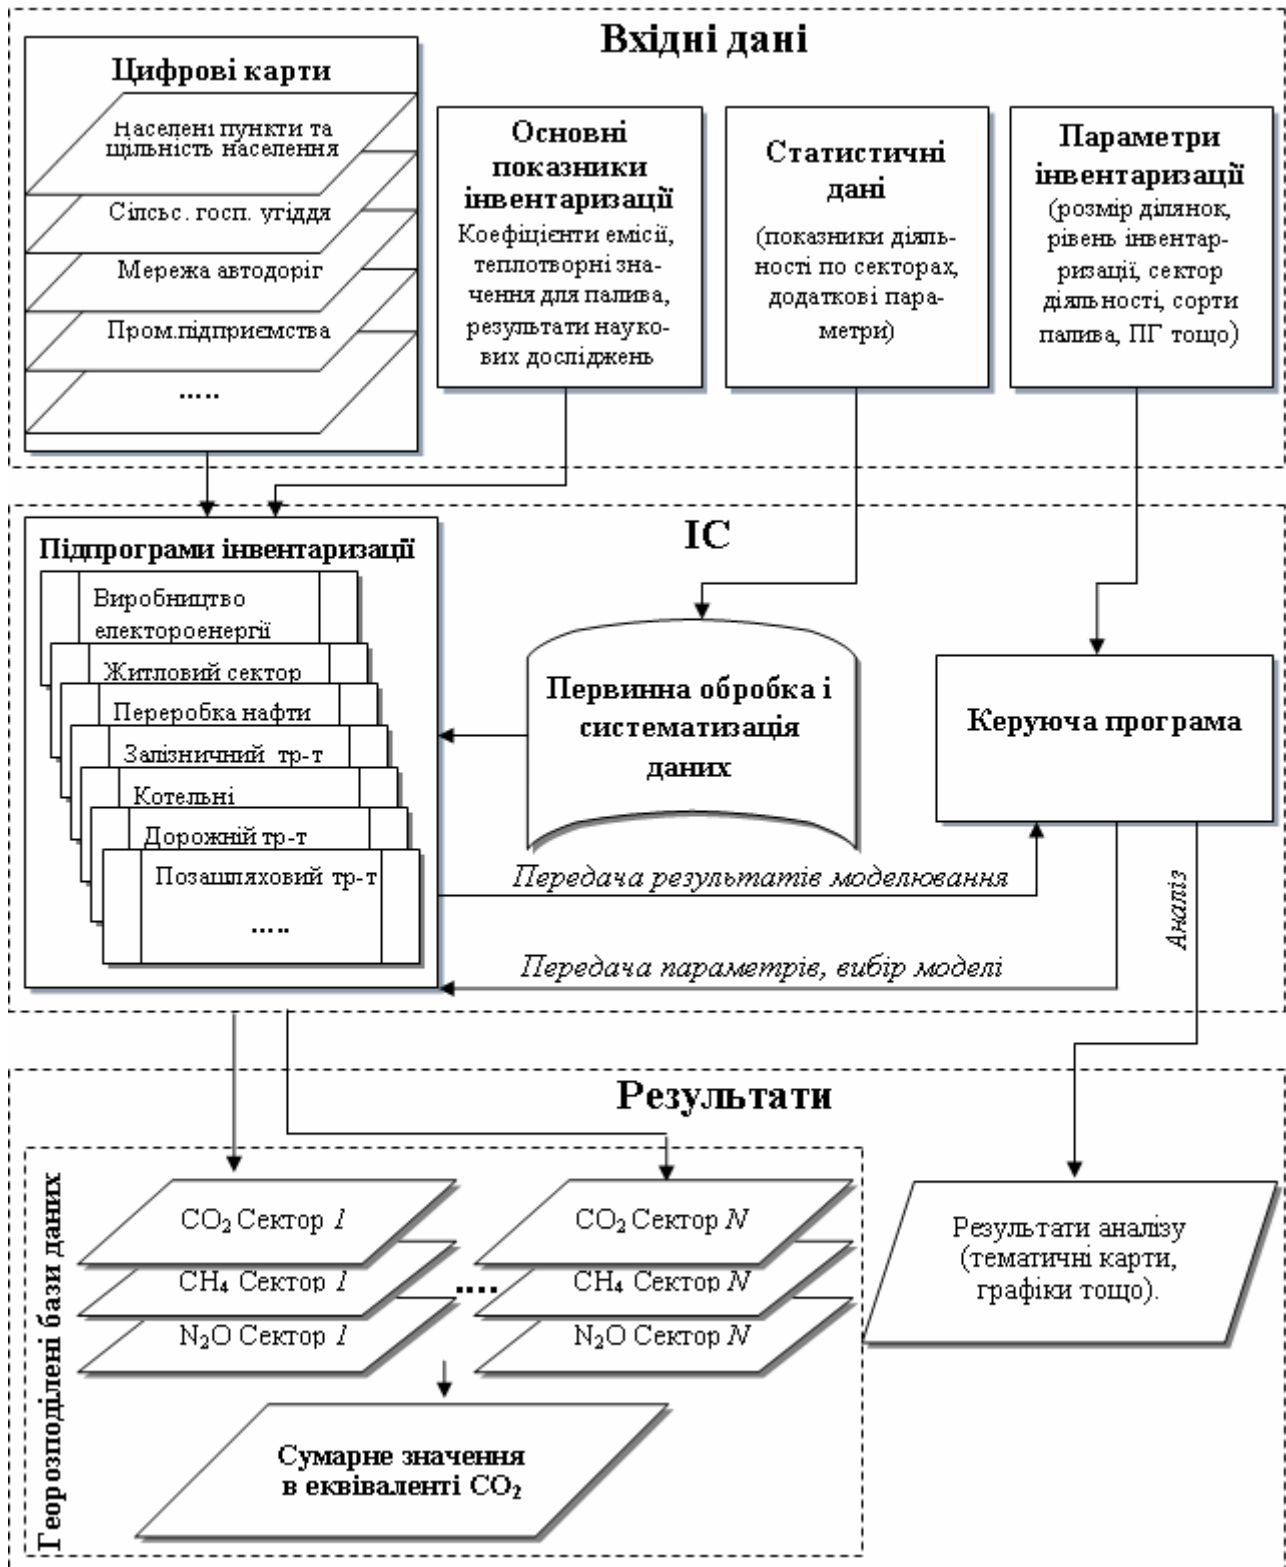 Вхідні дані
Цифрові карти
Населені пункти та
щільність населення
Сілсьс. госп. угіддя
Мережа автодоріг
Пром.підприємства
.....
Основні
показники
інвентаризації
Коефіцієнти емісії,
теплотворні зна-
чення для палива,
результати науко-
вих досліджень
Статистичні
дані
(показники діяль-
ності по секторах,
додаткові пара-
метри)
Параметри
інвентаризації
(розмір ділянок,
рівень інвентар-
ризації, сектор
діяльності, сорти
палива, ПГ тощо)
ІС
Підпрограми інвентаризації
Виробництво
електороенергії
Житловий сектор
Переробка нафти
Залізничний тр-т
Котельні
Дорожній тр-т
Позашляховий тр-т
.....
Первинна обробка і
систематизація
даних
Керуюча програма
Передача результатів моделювання
Передача параметрів, вибір моделі
Аналіз
Результати
Георозподілені бази даних
CO₂ Сектор 1
CH₄ Сектор 1
N₂O Сектор 1
....
CO₂ Сектор N
CH₄ Сектор N
N₂O Сектор N
Сумарне значення
в еквіваленті CO₂
Результати аналізу
(тематичні карти,
графіки тощо).